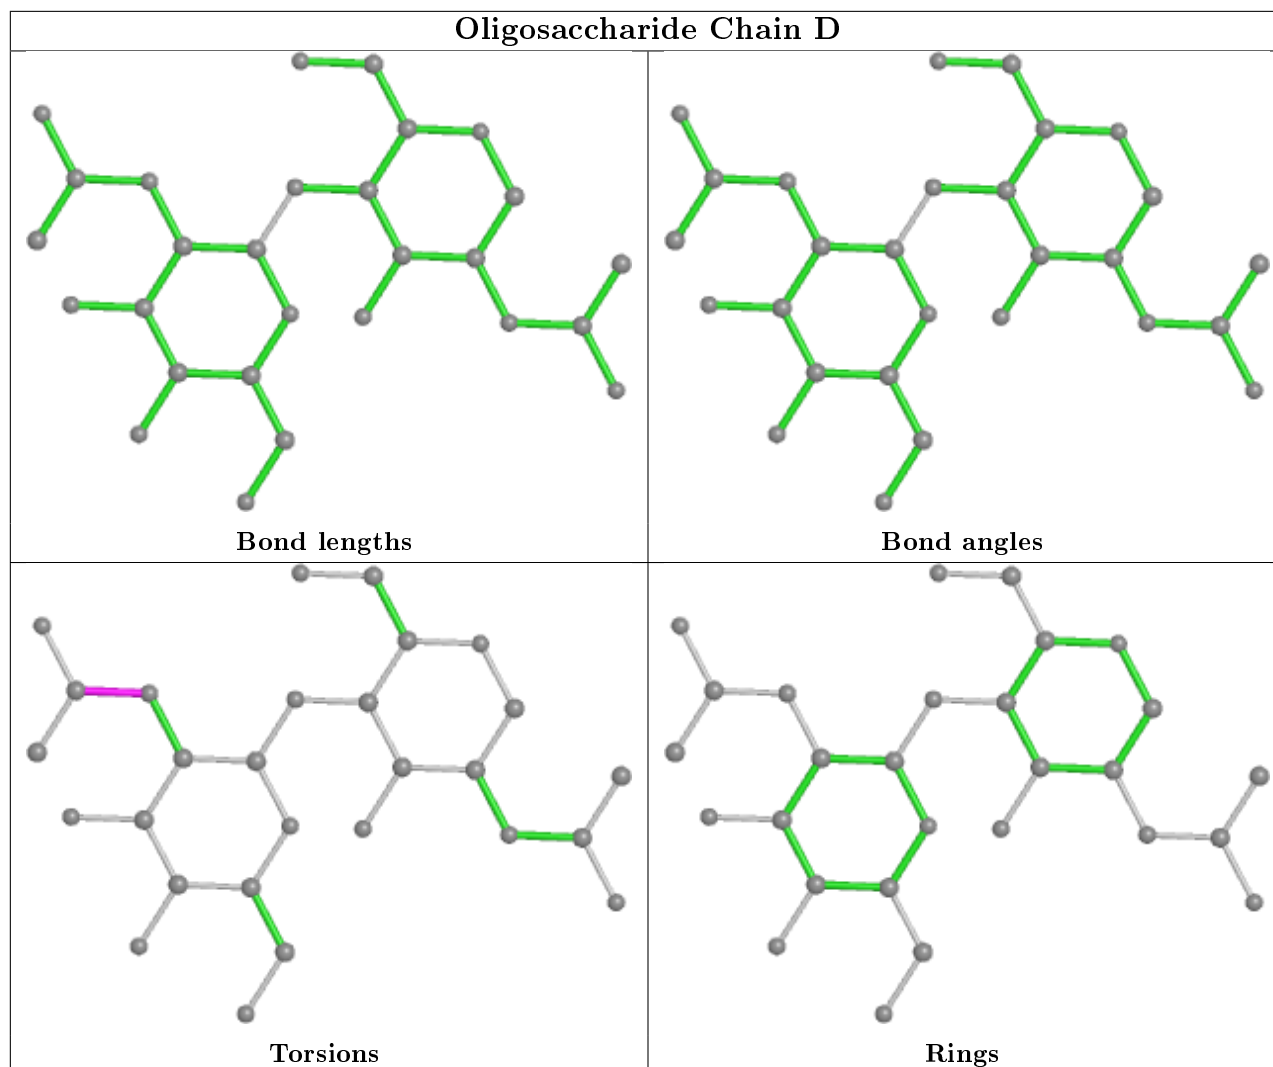 Oligosaccharide Chain D
Bond lengths
Bond angles
Torsions
Rings